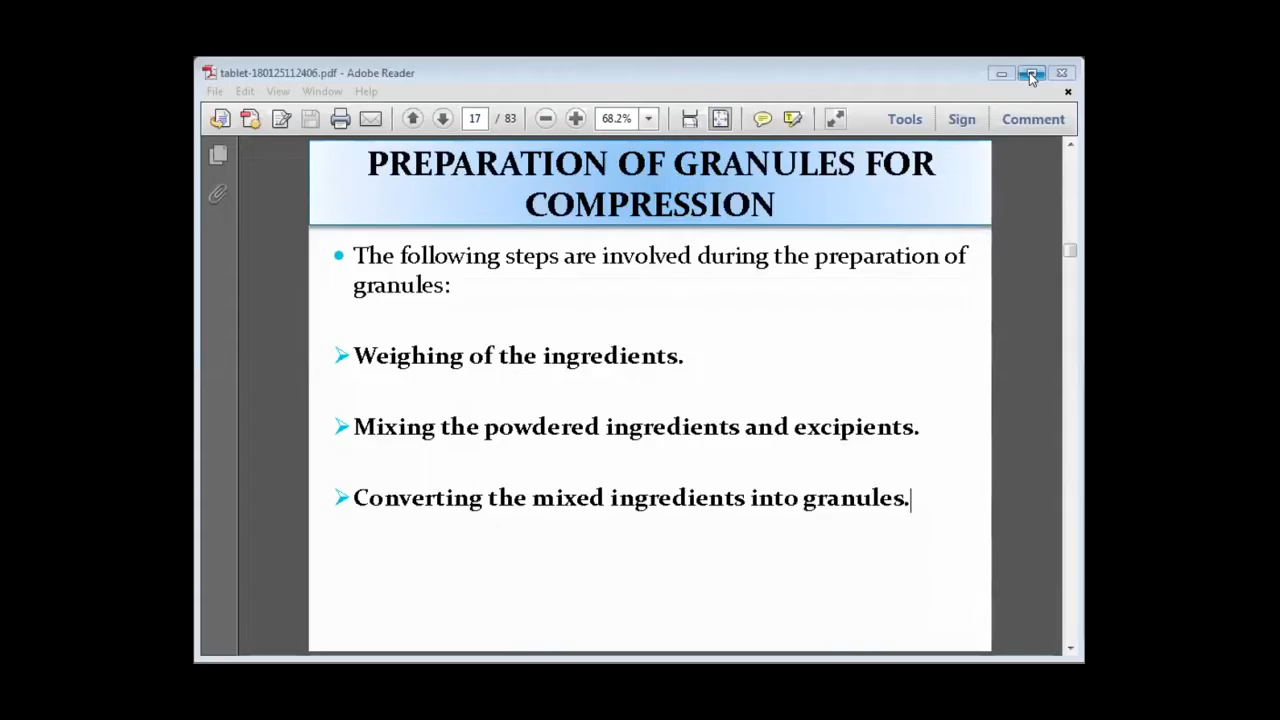 tablet-180125112406.pdf - Adobe Reader
File Edit View Window Help
17 / 83 68.2% Tools Sign Comment
PREPARATION OF GRANULES FOR
COMPRESSION
The following steps are involved during the preparation of
granules:
Weighing of the ingredients.
Mixing the powdered ingredients and excipients.
Converting the mixed ingredients into granules.